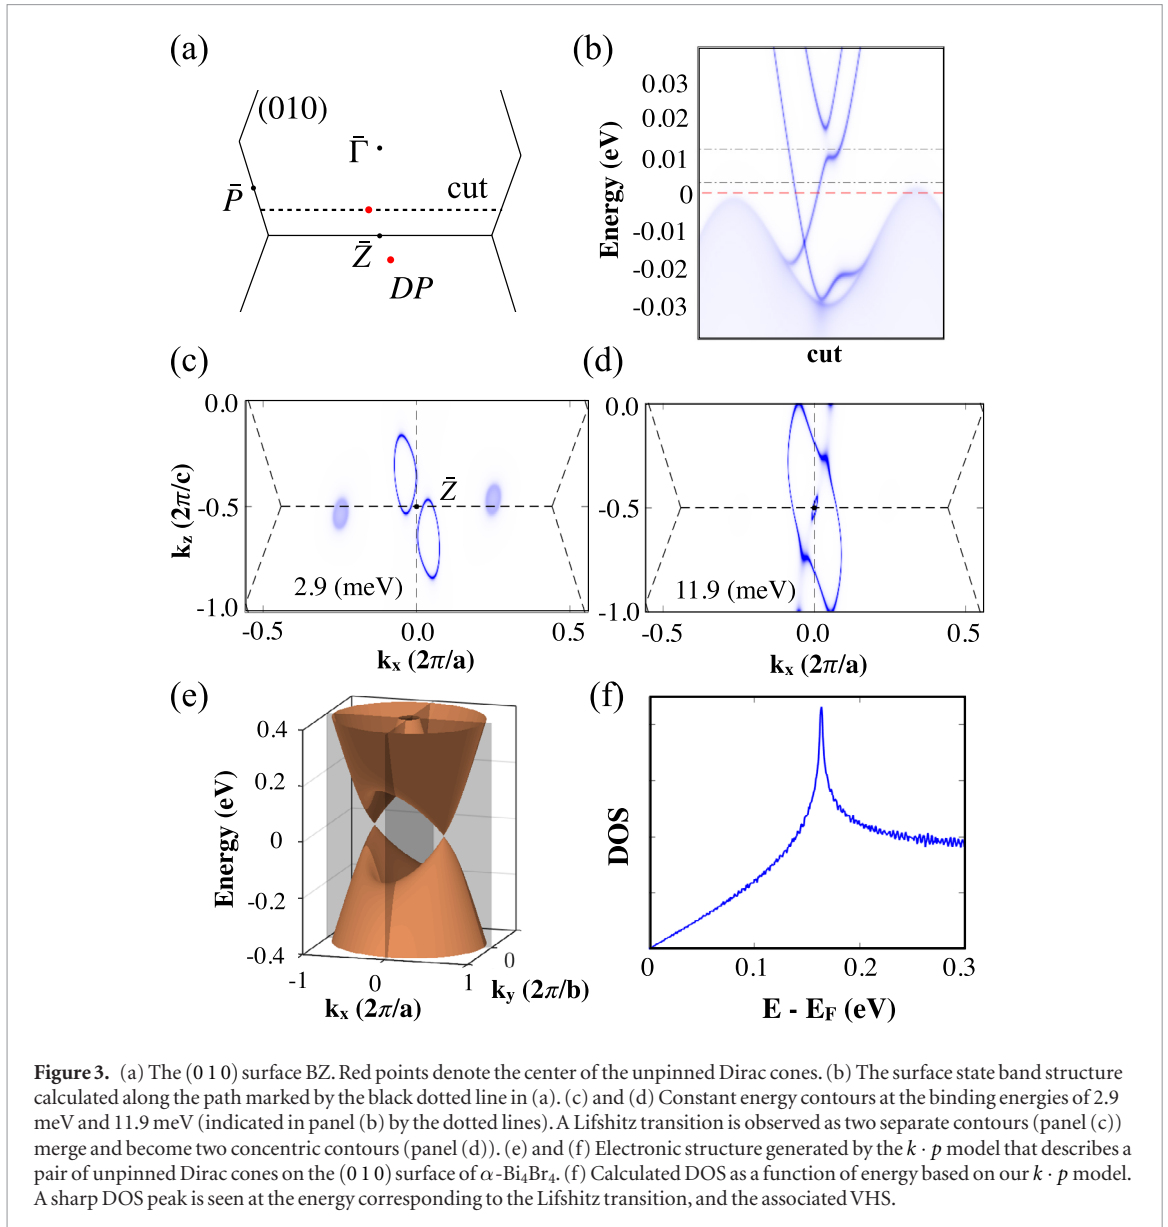 (a)
(010)
Γ̄
P̄
cut
Z̄
DP
(b)
Energy (eV)
0.03
0.02
0.01
0
-0.01
-0.02
-0.03
cut
(c)
k_z (2π/c)
0.0
-0.5
-1.0
Z̄
2.9 (meV)
-0.5
0.0
0.5
k_x (2π/a)
(d)
0.0
-0.5
-1.0
11.9 (meV)
-0.5
0.0
0.5
k_x (2π/a)
(e)
Energy (eV)
0.4
0.2
0
-0.2
-0.4
-1
0
1
0
k_x (2π/a)
k_y (2π/b)
(f)
DOS
0
0.1
0.2
0.3
E - E_F (eV)
Figure 3. (a) The (0 1 0) surface BZ. Red points denote the center of the unpinned Dirac cones. (b) The surface state band structure
calculated along the path marked by the black dotted line in (a). (c) and (d) Constant energy contours at the binding energies of 2.9
meV and 11.9 meV (indicated in panel (b) by the dotted lines). A Lifshitz transition is observed as two separate contours (panel (c))
merge and become two concentric contours (panel (d)). (e) and (f) Electronic structure generated by the k · p model that describes a
pair of unpinned Dirac cones on the (0 1 0) surface of α-Bi₄Br₄. (f) Calculated DOS as a function of energy based on our k · p model.
A sharp DOS peak is seen at the energy corresponding to the Lifshitz transition, and the associated VHS.